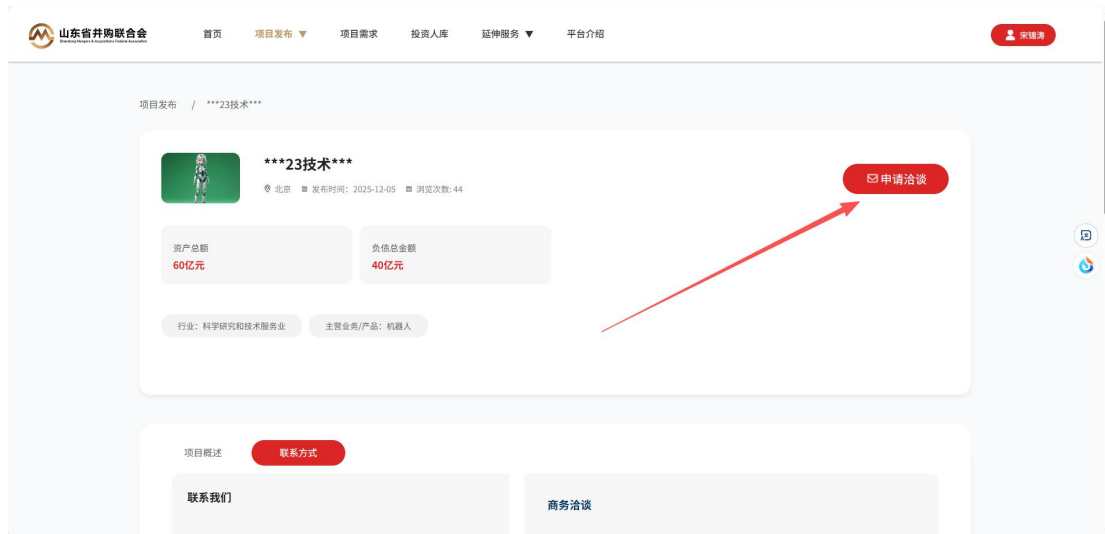 山东省并购联合会
首页 项目发布 ▼ 项目需求 投资人库 延伸服务 ▼ 平台介绍
宋锦涛
项目发布 / ***23技术***
***23技术***
北京 发布时间：2025-12-05 浏览次数: 44
申请洽谈
资产总额
60亿元
负债总金额
40亿元
行业：科学研究和技术服务业 主营业务/产品：机器人
项目概述 联系方式
联系我们
商务洽谈